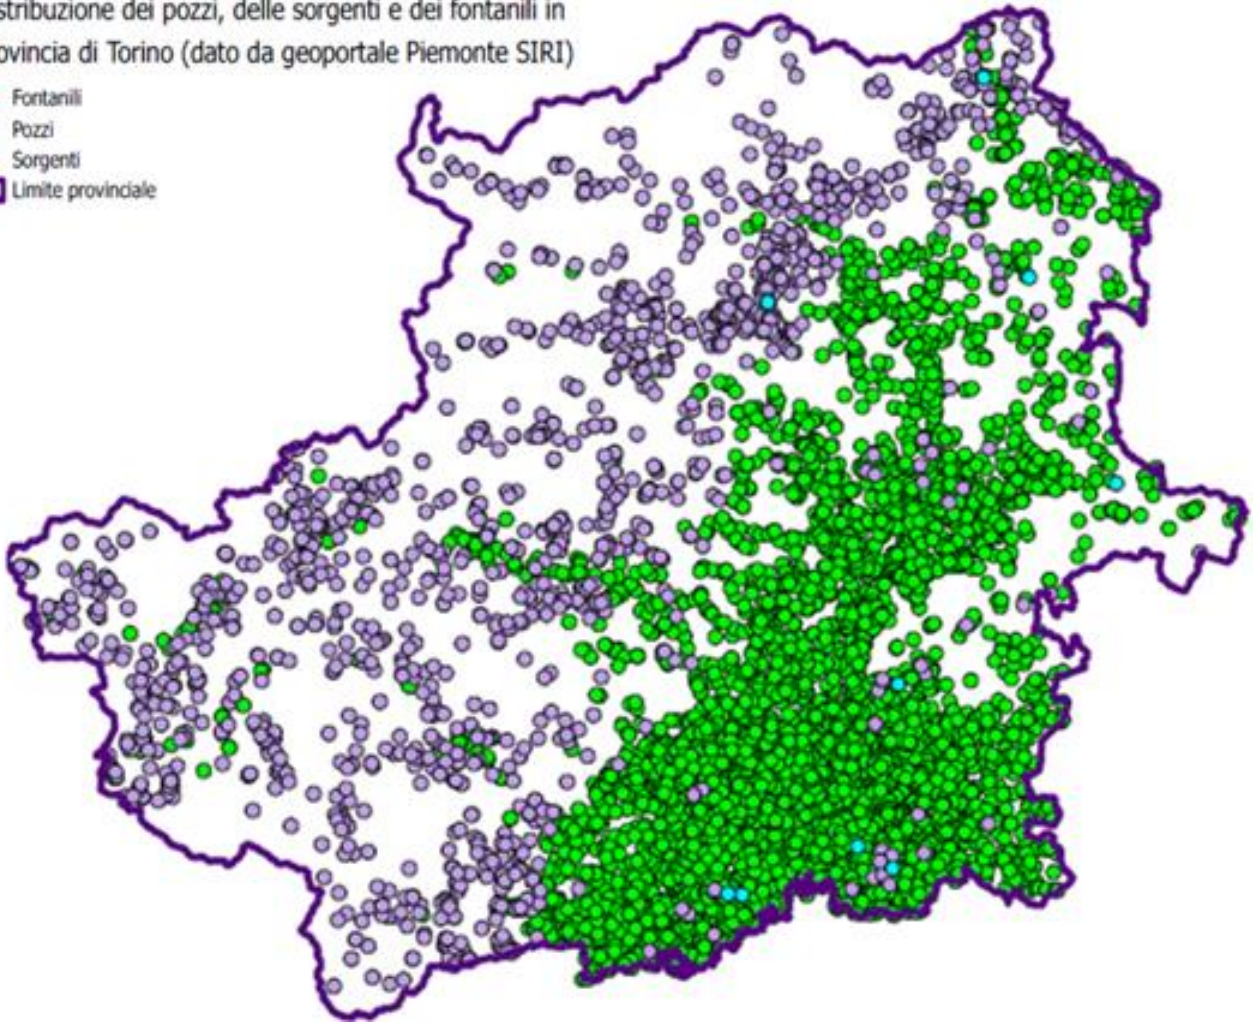 stribuzione dei pozzi, delle sorgenti e dei fontanili in
ovincia di Torino (dato da geoportale Piemonte SIRI)
Fontanili
Pozzi
Sorgenti
Limite provinciale